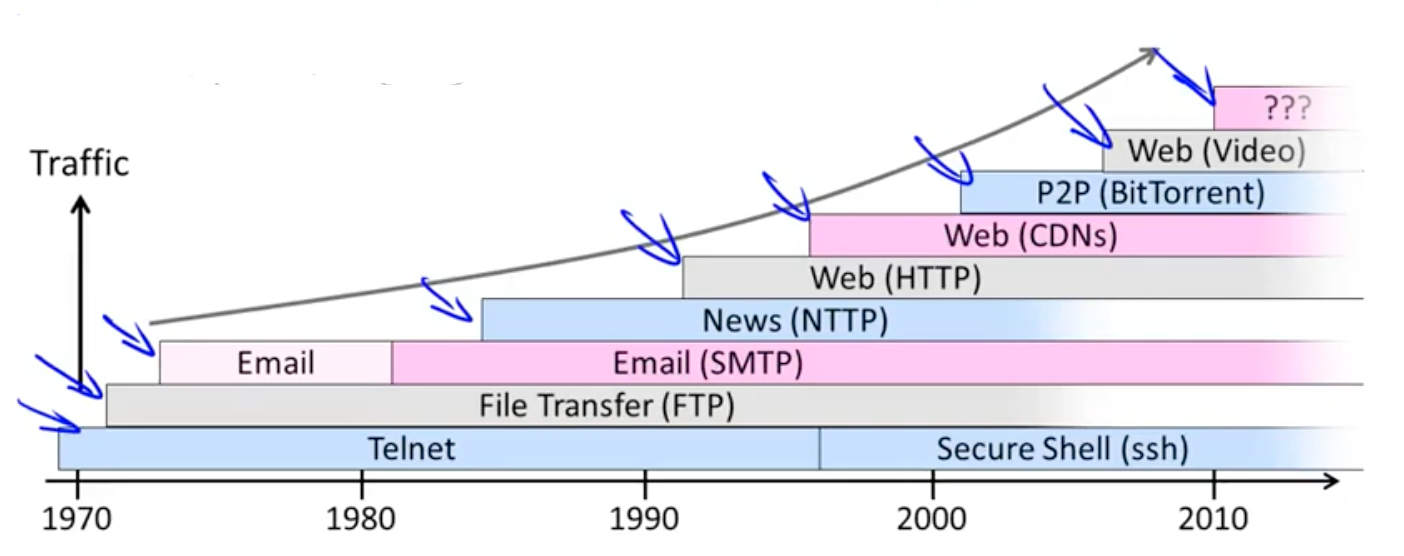 Traffic
???
Web (Video)
P2P (BitTorrent)
Web (CDNs)
Web (HTTP)
News (NTTP)
Email Email (SMTP)
File Transfer (FTP)
Telnet Secure Shell (ssh)
1970 1980 1990 2000 2010